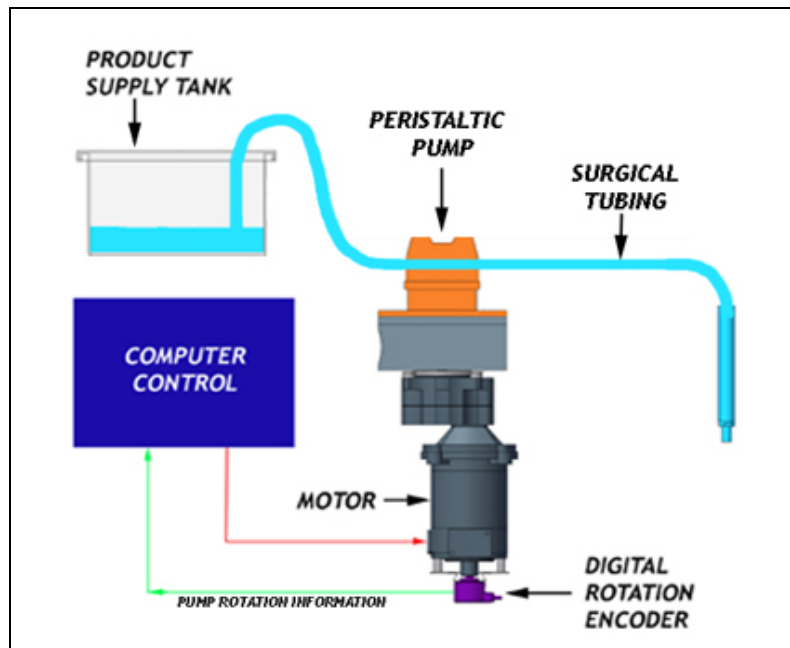 PRODUCT
SUPPLY TANK
PERISTALTIC
PUMP
SURGICAL
TUBING
COMPUTER
CONTROL
MOTOR
DIGITAL
ROTATION
ENCODER
PUMP ROTATION INFORMATION